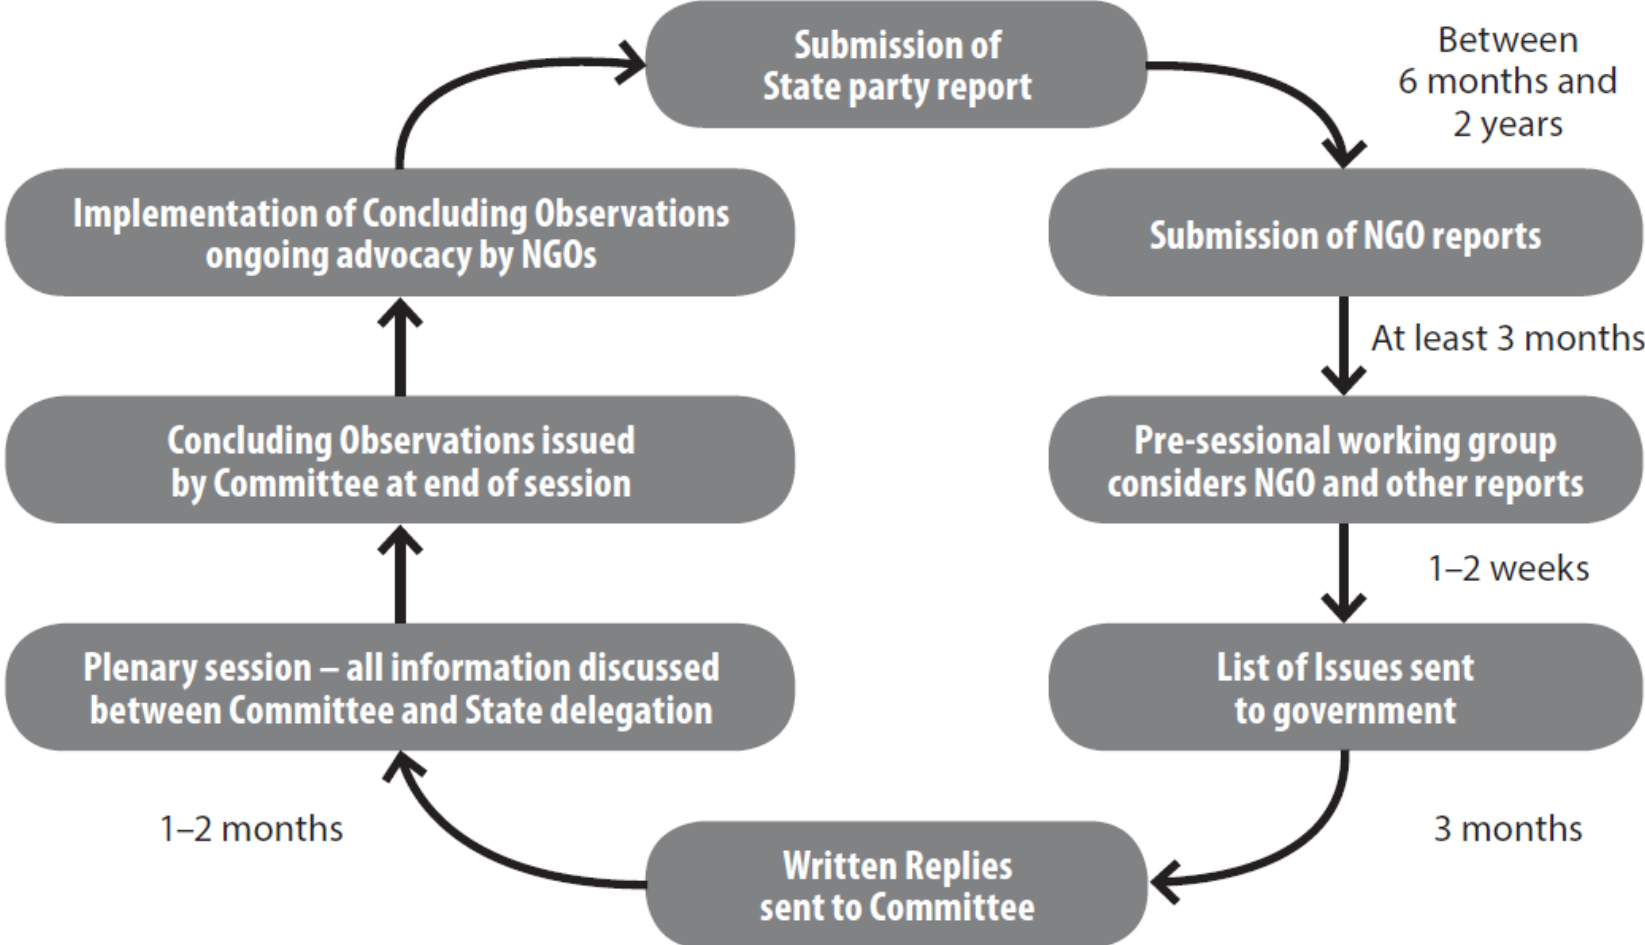 Submission of
State party report
Between
6 months and
2 years
Submission of NGO reports
At least 3 months
Pre-sessional working group
considers NGO and other reports
1–2 weeks
List of Issues sent
to government
3 months
Written Replies
sent to Committee
1–2 months
Plenary session – all information discussed
between Committee and State delegation
Concluding Observations issued
by Committee at end of session
Implementation of Concluding Observations
ongoing advocacy by NGOs